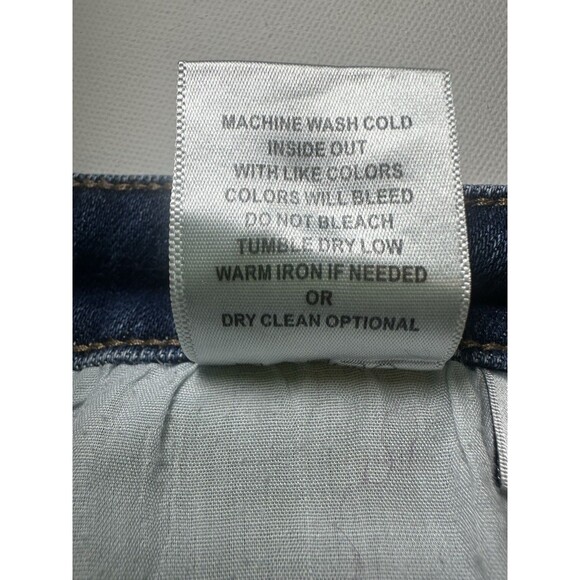 MACHINE WASH COLD
INSIDE OUT
WITH LIKE COLORS
COLORS WILL BLEED
DO NOT BLEACH
TUMBLE DRY LOW
WARM IRON IF NEEDED
OR
DRY CLEAN OPTIONAL